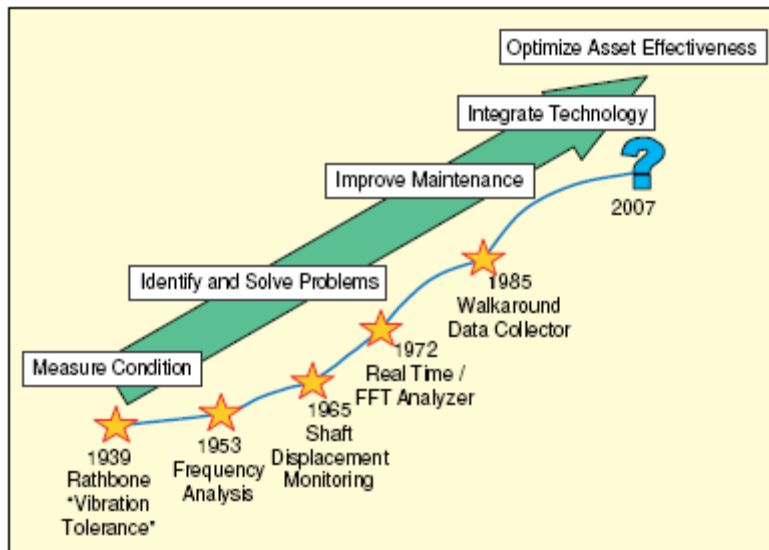 Optimize Asset Effectiveness
Integrate Technology
Improve Maintenance
?
2007
Identify and Solve Problems
1985
Walkaround
Data Collector
Measure Condition
1972
Real Time /
FFT Analyzer
1965
Shaft
Displacement
Monitoring
1953
Frequency
Analysis
1939
Rathbone
"Vibration
Tolerance"